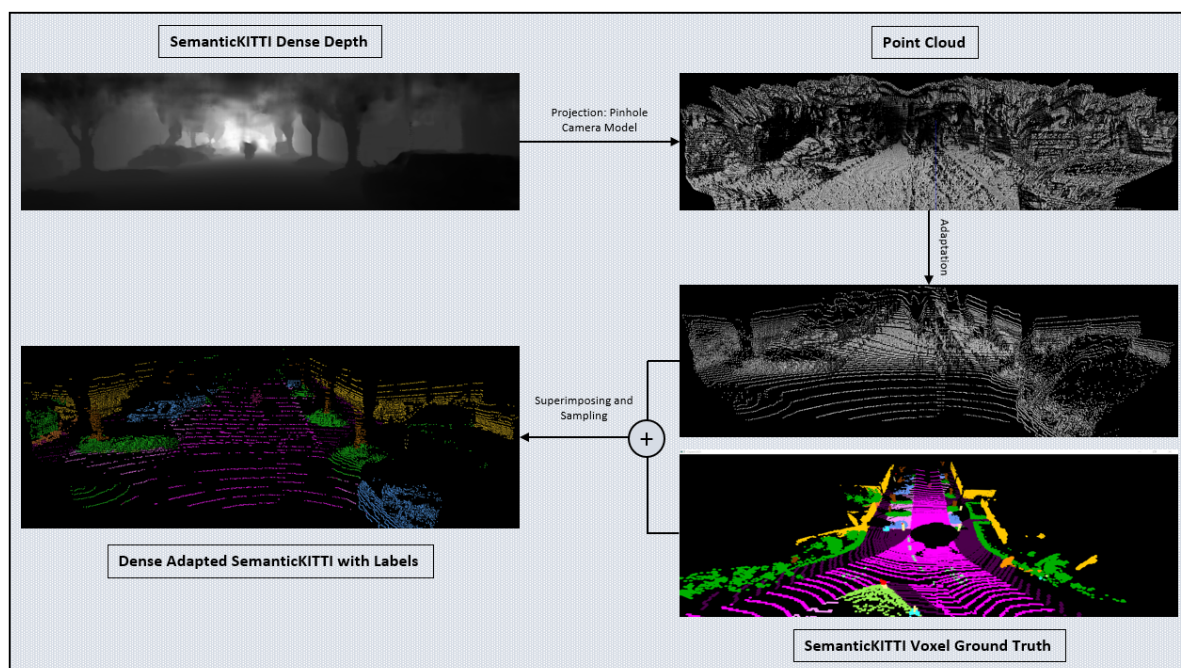 SemanticKITTI Dense Depth
Point Cloud
Projection: Pinhole
Camera Model
Adaptation
Superimposing and
Sampling
+
Dense Adapted SemanticKITTI with Labels
SemanticKITTI Voxel Ground Truth